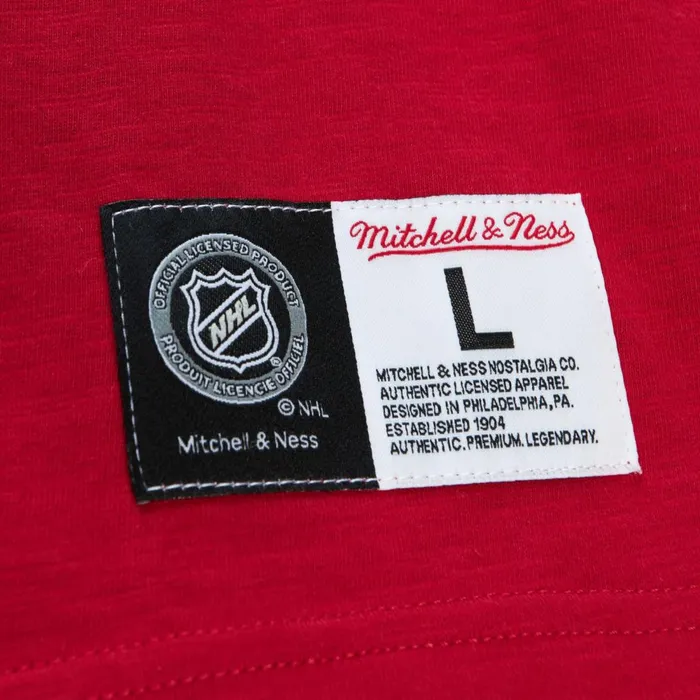 OFFICIAL LICENSED PRODUCT
NHL
PRODUIT LICENCIÉ OFFICIEL
© NHL
Mitchell & Ness
Mitchell & Ness
L
MITCHELL & NESS NOSTALGIA CO.
AUTHENTIC LICENSED APPAREL
DESIGNED IN PHILADELPHIA, PA.
ESTABLISHED 1904
AUTHENTIC. PREMIUM. LEGENDARY.